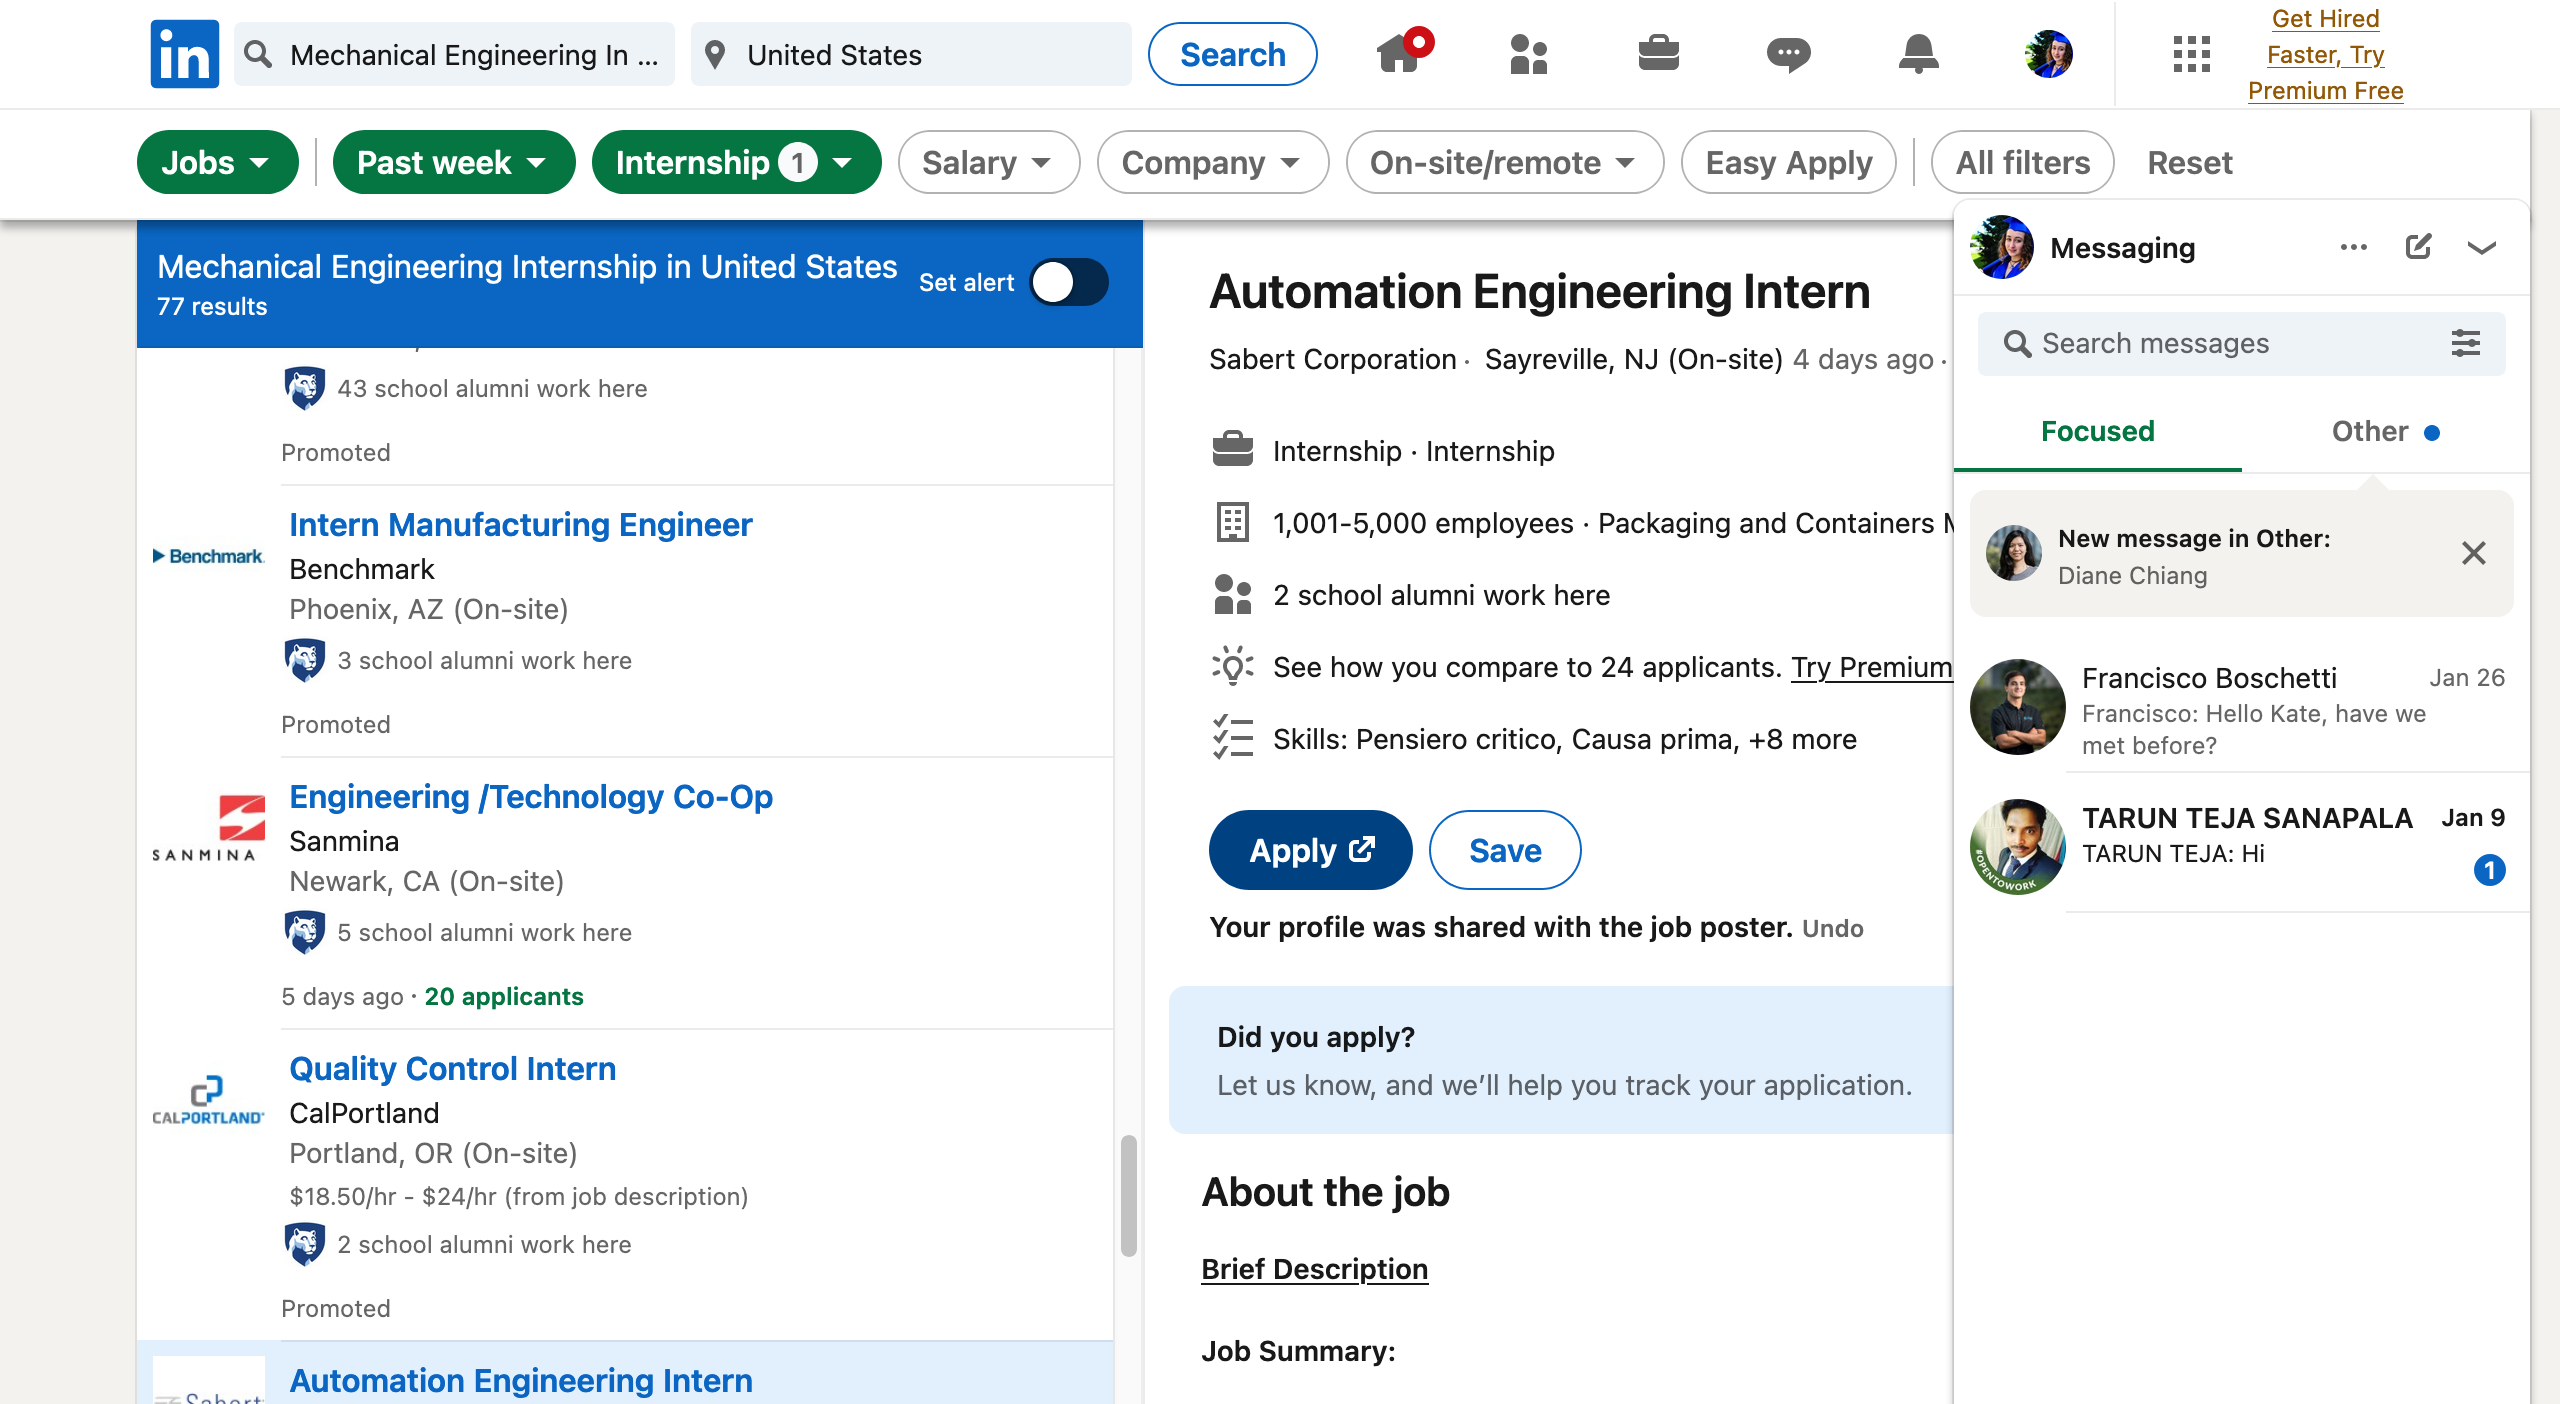 in
Mechanical Engineering In ...
United States
Search
Get Hired
Faster, Try
Premium Free
Jobs
Past week
Internship 1
Salary
Company
On-site/remote
Easy Apply
All filters
Reset
Mechanical Engineering Internship in United States
77 results
Set alert
43 school alumni work here
Promoted
Benchmark
Intern Manufacturing Engineer
Benchmark
Phoenix, AZ (On-site)
3 school alumni work here
Promoted
SANMINA
Engineering /Technology Co-Op
Sanmina
Newark, CA (On-site)
5 school alumni work here
5 days ago · 20 applicants
CALPORTLAND
Quality Control Intern
CalPortland
Portland, OR (On-site)
$18.50/hr - $24/hr (from job description)
2 school alumni work here
Promoted
Sabert
Automation Engineering Intern
Automation Engineering Intern
Sabert Corporation · Sayreville, NJ (On-site) 4 days ago ·
Internship · Internship
1,001-5,000 employees · Packaging and Containers
2 school alumni work here
See how you compare to 24 applicants. Try Premium
Skills: Pensiero critico, Causa prima, +8 more
Apply
Save
Your profile was shared with the job poster. Undo
Did you apply?
Let us know, and we’ll help you track your application.
About the job
Brief Description
Job Summary:
Messaging
Search messages
Focused
Other
New message in Other:
Diane Chiang
Francisco Boschetti
Jan 26
Francisco: Hello Kate, have we
met before?
#OPENTOWORK
TARUN TEJA SANAPALA
Jan 9
TARUN TEJA: Hi
1